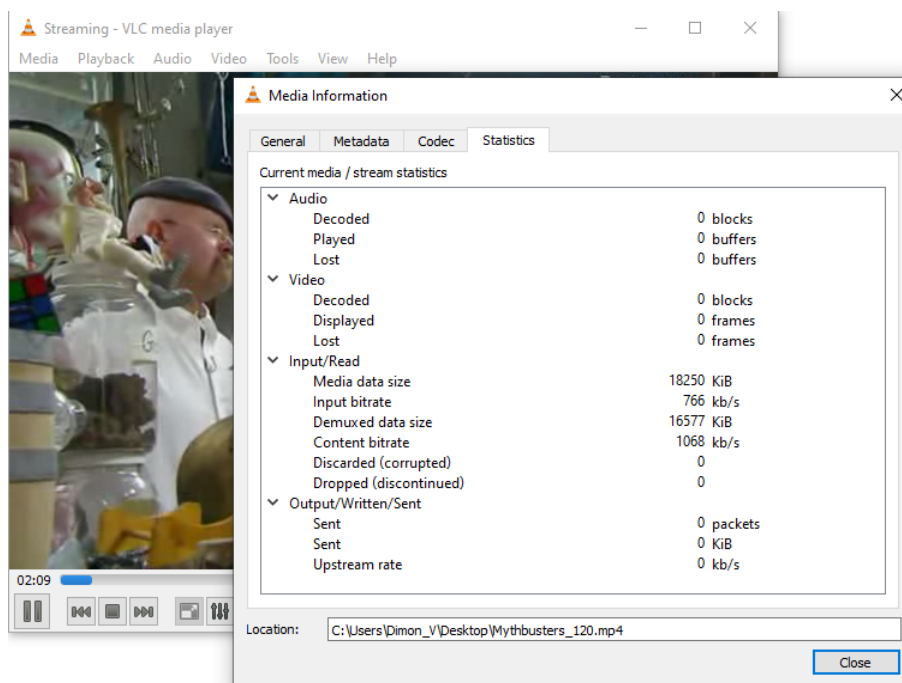 Streaming - VLC media player
Media Playback Audio Video Tools View Help
Media Information
General Metadata Codec Statistics
Current media / stream statistics
Audio
Decoded 0 blocks
Played 0 buffers
Lost 0 buffers
Video
Decoded 0 blocks
Displayed 0 frames
Lost 0 frames
Input/Read
Media data size 18250 KiB
Input bitrate 766 kb/s
Demuxed data size 16577 KiB
Content bitrate 1068 kb/s
Discarded (corrupted) 0
Dropped (discontinued) 0
Output/Written/Sent
Sent 0 packets
Sent 0 KiB
Upstream rate 0 kb/s
02:09
Location: C:\Users\Dimon_V\Desktop\Mythbusters_120.mp4
Close
G